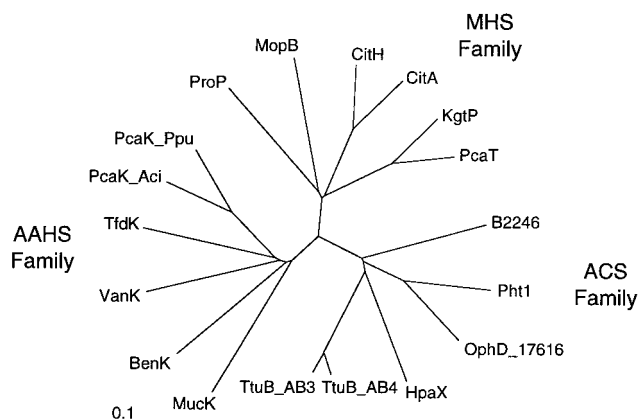 MHS
Family
MopB
CitH
CitA
ProP
KgtP
PcaT
PcaK_Ppu
PcaK_Aci
TfdK
AAHS
Family
VanK
BenK
MucK
B2246
ACS
Family
Pht1
OphD_17616
TtuB_AB3
TtuB_AB4
HpaX
0.1